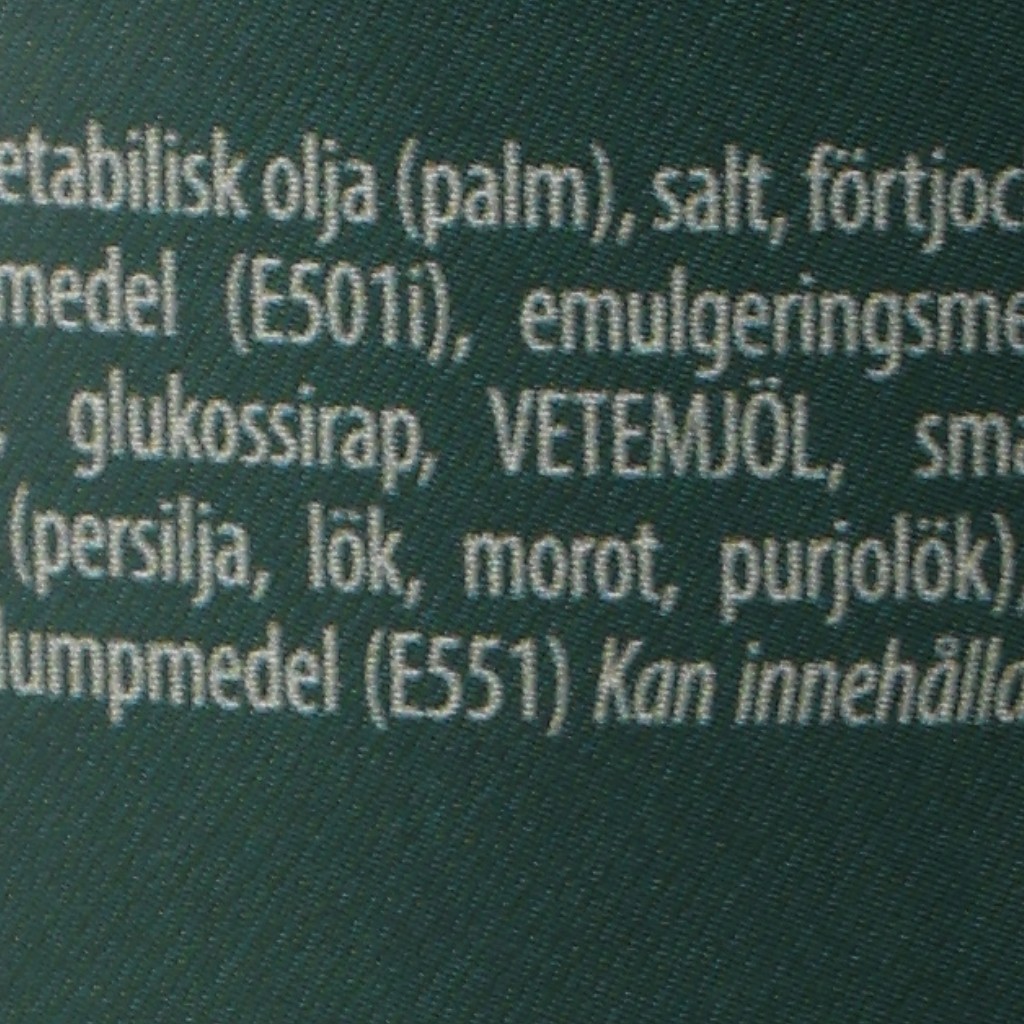 etabilisk olja (palm), salt, förtjoc
medel (E501i), emulgeringsme
, glukossirap, VETEMJÖL, sma
(persilja, lök, morot, purjolök),
lumpmedel (E551) Kan innehålla